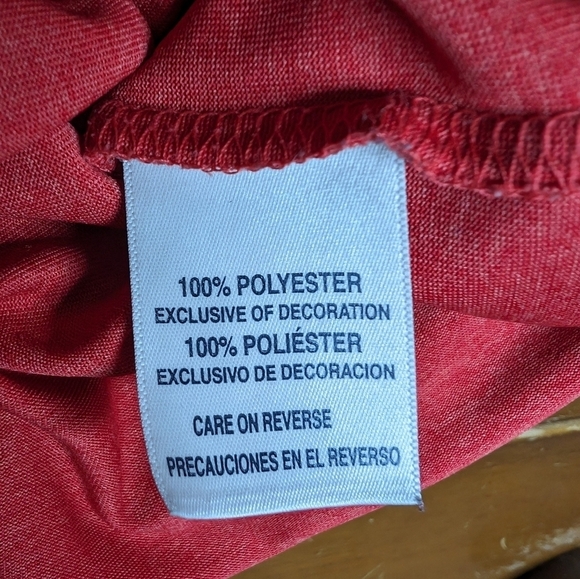 100% POLYESTER
EXCLUSIVE OF DECORATION
100% POLIÉSTER
EXCLUSIVO DE DECORACION
CARE ON REVERSE
PRECAUCIONES EN EL REVERSO